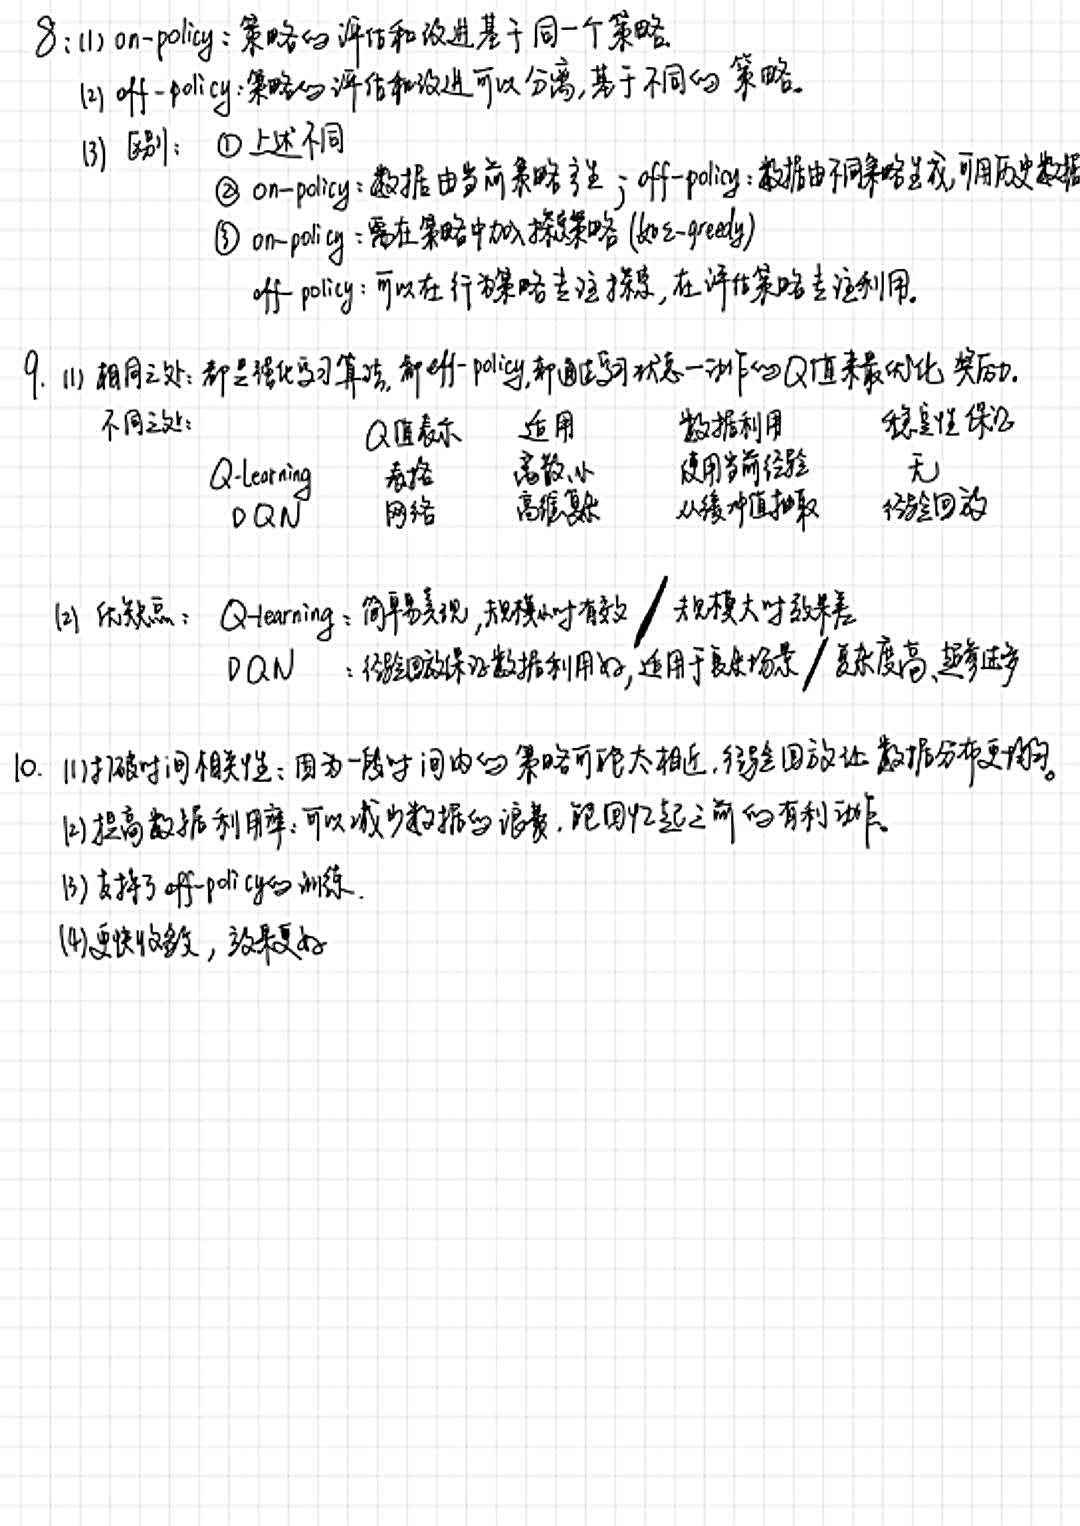 8:(1) on-policy:策略的评估和改进基于同一个策略。
(2) off-policy:策略的评估和改进可以分离,基于不同的策略。
(3) 区别: ① 上述不同
② on-policy:数据由当前策略产生;off-policy:数据由不同策略生成,可用历史数据
③ on-policy:需在策略中加入探索策略(如ε-greedy)
off-policy:可以在行为策略专注探索,在评估策略专注利用。
9. (1) 相同之处:都是强化学习算法,都off-policy,都通过学习状态-动作的Q值来最优化奖励.
不同之处: Q值表示 适用 数据利用 稳定性保证
Q-learning 表格 离散、小 使用当前经验 无
DQN 网络 高维复杂 从缓冲值抽取 经验回放
(2) 优缺点: Q-learning:简单易实现,规模小时有效 / 规模大时效果差
DQN :经验回放保证数据利用好,适用于复杂场景 / 复杂度高、超参过多
10. (1)打破时间相关性:因为一段时间内的策略可能太相近,经验回放让数据分布更均匀。
(2)提高数据利用率:可以减少数据的浪费,能回忆起之前的有利动作。
(3)支持了off-policy的训练.
(4)更快收敛,效果更好